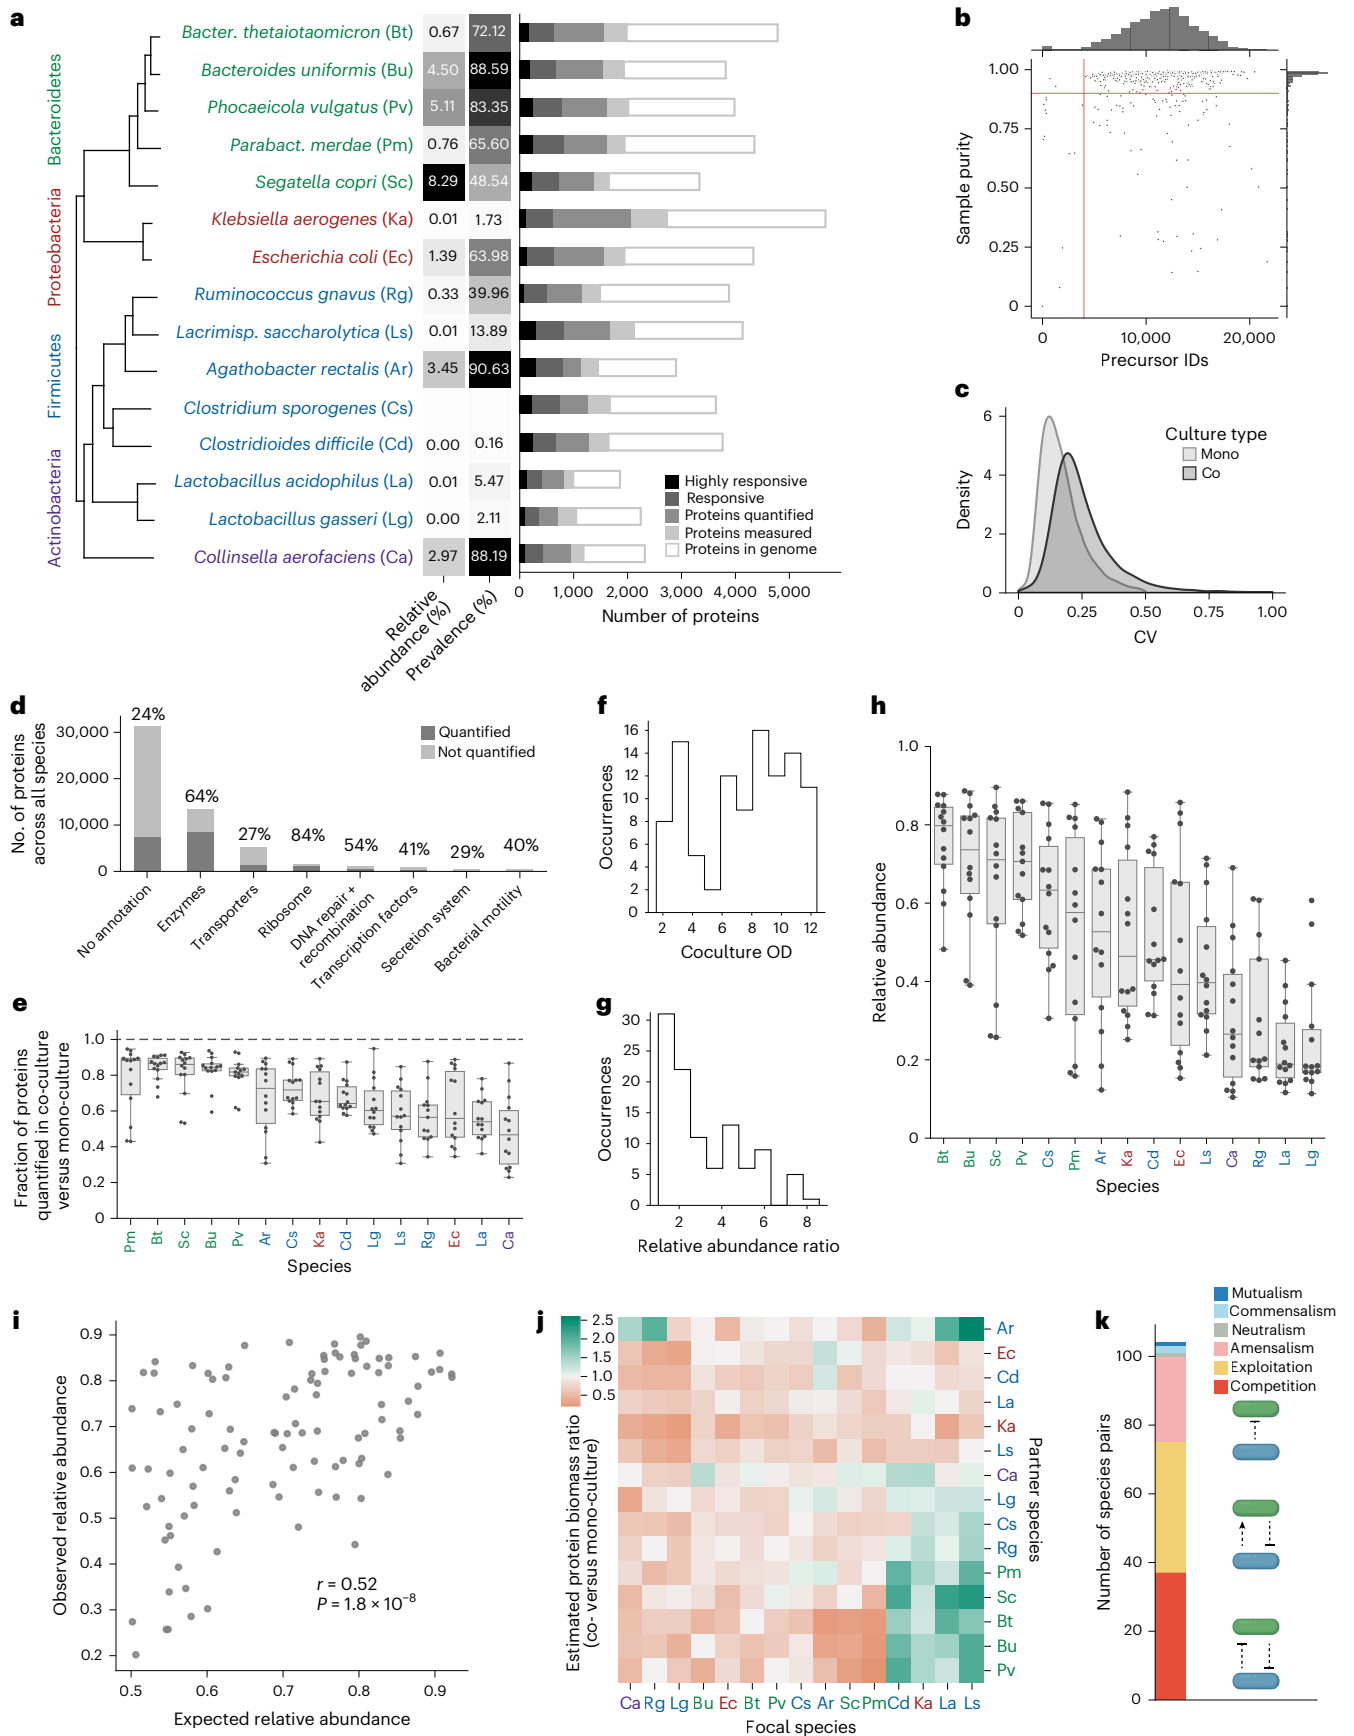 a
Bacteroidetes
Proteobacteria
Firmicutes
Actinobacteria
Bacter. thetaiotaomicron (Bt) 0.67 72.12
Bacteroides uniformis (Bu) 4.50 88.59
Phocaeicola vulgatus (Pv) 5.11 83.35
Parabact. merdae (Pm) 0.76 65.60
Segatella copri (Sc) 8.29 48.54
Klebsiella aerogenes (Ka) 0.01 1.73
Escherichia coli (Ec) 1.39 63.98
Ruminococcus gnavus (Rg) 0.33 39.96
Lacrimisp. saccharolytica (Ls) 0.01 13.89
Agathobacter rectalis (Ar) 3.45 90.63
Clostridium sporogenes (Cs)
Clostridioides difficile (Cd) 0.00 0.16
Lactobacillus acidophilus (La) 0.01 5.47
Lactobacillus gasseri (Lg) 0.00 2.11
Collinsella aerofaciens (Ca) 2.97 88.19
Relative
abundance (%)
Prevalence (%)
Highly responsive
Responsive
Proteins quantified
Proteins measured
Proteins in genome
0 1,000 2,000 3,000 4,000 5,000
Number of proteins
b
Sample purity
1.00
0.75
0.50
0.25
0
0 10,000 20,000
Precursor IDs
c
Density
6
4
2
0
Culture type
Mono
Co
0 0.25 0.50 0.75 1.00
CV
d
No. of proteins
across all species
30,000
20,000
10,000
0
24%
64%
27%
84%
54%
41%
29%
40%
Quantified
Not quantified
No annotation
Enzymes
Transporters
Ribosome
DNA repair +
recombination
Transcription factors
Secretion system
Bacterial motility
e
Fraction of proteins
quantified in co-culture
versus mono-culture
1.0
0.8
0.6
0.4
0.2
0
Pm Bt Sc Bu Pv Ar Cs Ka Cd Lg Ls Rg Ec La Ca
Species
f
Occurrences
16
14
12
10
8
6
4
2
0
2 4 6 8 10 12
Coculture OD
g
Occurrences
30
25
20
15
10
5
0
2 4 6 8
Relative abundance ratio
h
Relative abundance
1.0
0.8
0.6
0.4
0.2
0
Bt Bu Sc Pv Cs Pm Ar Ka Cd Ec Ls Ca Rg La Lg
Species
i
Observed relative abundance
0.9
0.8
0.7
0.6
0.5
0.4
0.3
0.2
r = 0.52
P = 1.8 × 10⁻⁸
0.5 0.6 0.7 0.8 0.9
Expected relative abundance
j
2.5
2.0
1.5
1.0
0.5
Estimated protein biomass ratio
(co- versus mono-culture)
Ar
Ec
Cd
La
Ka
Ls
Ca
Lg
Cs
Rg
Pm
Sc
Bt
Bu
Pv
Partner species
Ca Rg Lg Bu Ec Bt Pv Cs Ar Sc Pm Cd Ka La Ls
Focal species
k
Mutualism
Commensalism
Neutralism
Amensalism
Exploitation
Competition
Number of species pairs
100
80
60
40
20
0